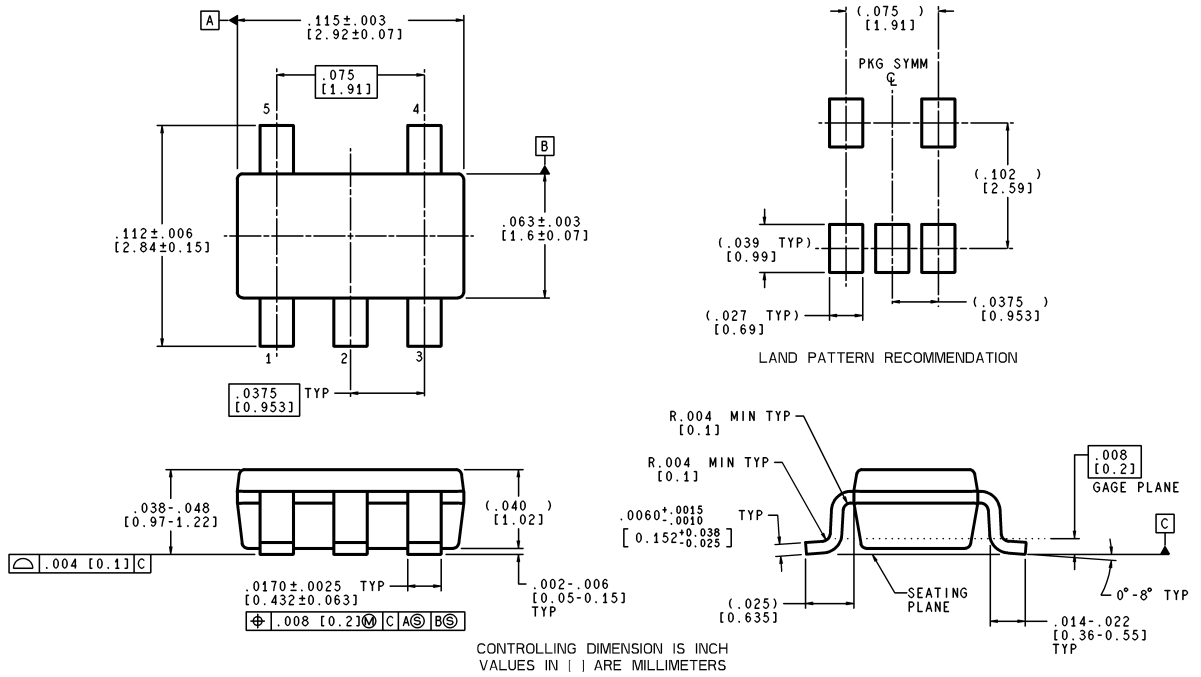 A
.115±.003
[2.92±0.07]
.075
[1.91]
5
4
B
.112±.006
[2.84±0.15]
.063±.003
[1.6±0.07]
1
2
3
.0375 TYP
[0.953]
(.075 )
[1.91]
PKG SYMM
℄
(.102 )
[2.59]
(.039 TYP)
[0.99]
(.027 TYP)
[0.69]
(.0375 )
[0.953]
LAND PATTERN RECOMMENDATION
.038-.048
[0.97-1.22]
(.040 )
[1.02]
⌓ .004 [0.1] C
.0170±.0025 TYP
[0.432±0.063]
⌖ .008 [0.2]Ⓜ C AⓈ BⓈ
.002-.006
[0.05-0.15]
TYP
R.004 MIN TYP
[0.1]
R.004 MIN TYP
[0.1]
.0060+.0015 -.0010 TYP
[0.152+0.038 -0.025]
.008
[0.2]
GAGE PLANE
C
SEATING
PLANE
0°-8° TYP
(.025)
[0.635]
.014-.022
[0.36-0.55]
TYP
CONTROLLING DIMENSION IS INCH
VALUES IN [ ] ARE MILLIMETERS